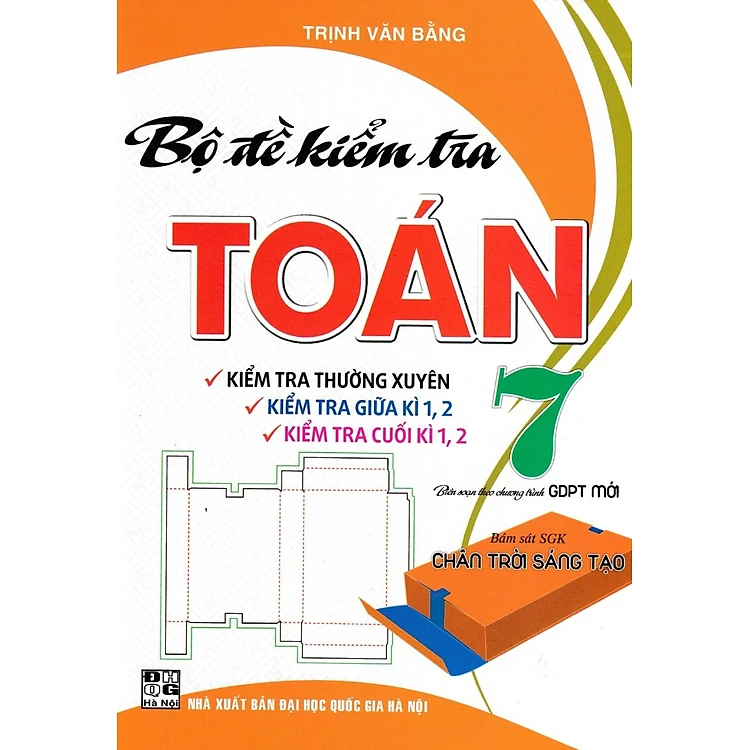 TRỊNH VĂN BẰNG
Bộ đề kiểm tra
TOÁN
7
KIỂM TRA THƯỜNG XUYÊN
KIỂM TRA GIỮA KÌ 1, 2
KIỂM TRA CUỐI KÌ 1, 2
Biên soạn theo chương trình GDPT MỚI
Bám sát SGK
CHÂN TRỜI SÁNG TẠO
ĐH
QG
Hà Nội
NHÀ XUẤT BẢN ĐẠI HỌC QUỐC GIA HÀ NỘI